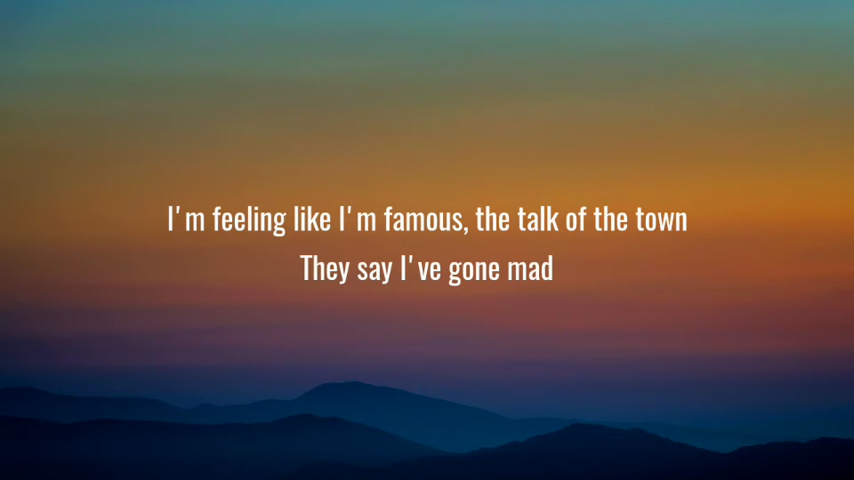 I'm feeling like I'm famous, the talk of the town
They say I've gone mad